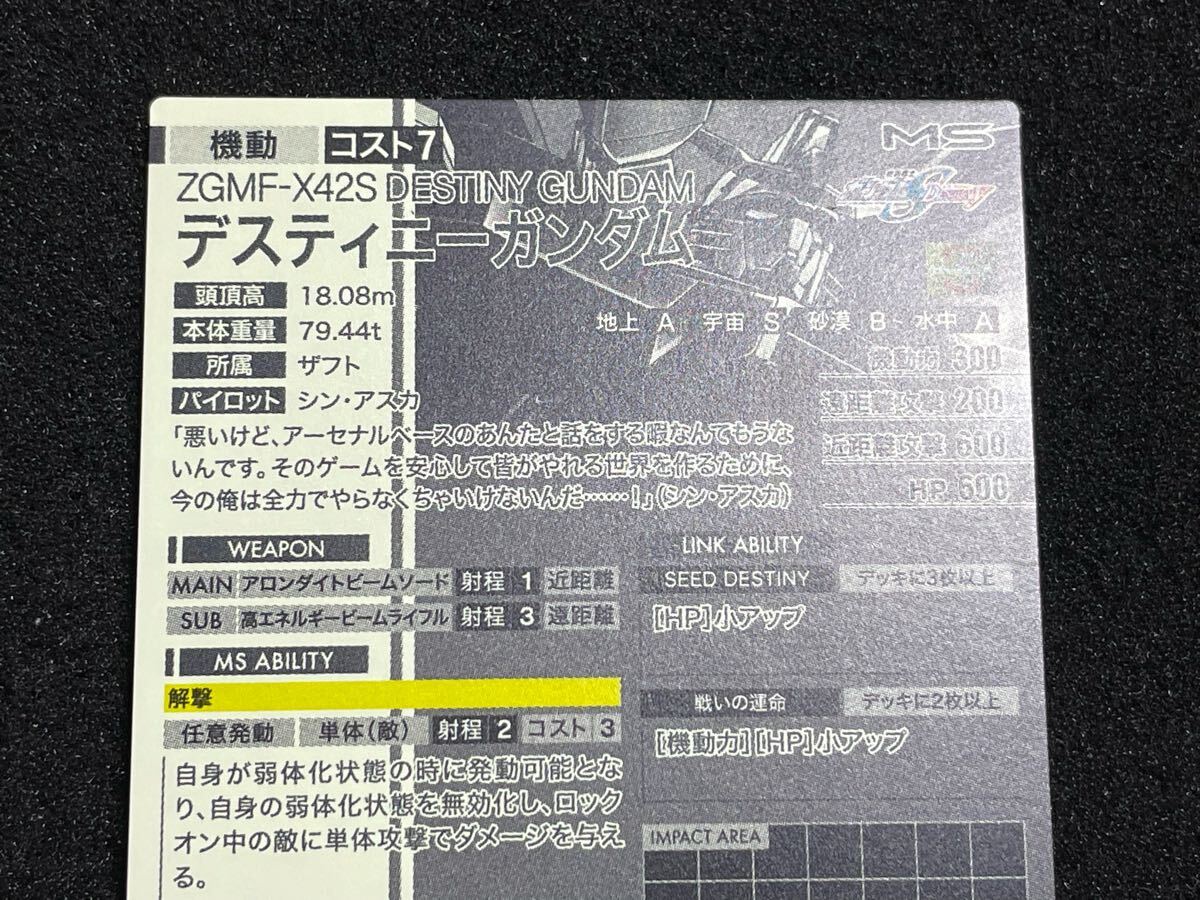 機動 コスト7
MS
ZGMF-X42S DESTINY GUNDAM
デスティニーガンダム
頭頂高 18.08m
本体重量 79.44t
所属 ザフト
パイロット シン・アスカ
地上 A 宇宙 S 砂漠 B 水中 A
機動力 300
遠距離攻撃 200
近距離攻撃 600
HP 600
「悪いけど、アーセナルベースのあんたと話をする暇なんてもうな
いんです。そのゲームを安心して皆がやれる世界を作るために、
今の俺は全力でやらなくちゃいけないんだ……！」（シン・アスカ）
WEAPON
MAIN アロンダイトビームソード 射程 1 近距離
SUB 高エネルギービームライフル 射程 3 遠距離
MS ABILITY
解撃
任意発動 単体（敵） 射程 2 コスト 3
自身が弱体化状態の時に発動可能とな
り、自身の弱体化状態を無効化し、ロック
オン中の敵に単体攻撃でダメージを与え
る。
LINK ABILITY
SEED DESTINY デッキに3枚以上
[HP]小アップ
戦いの運命 デッキに2枚以上
[機動力][HP]小アップ
IMPACT AREA